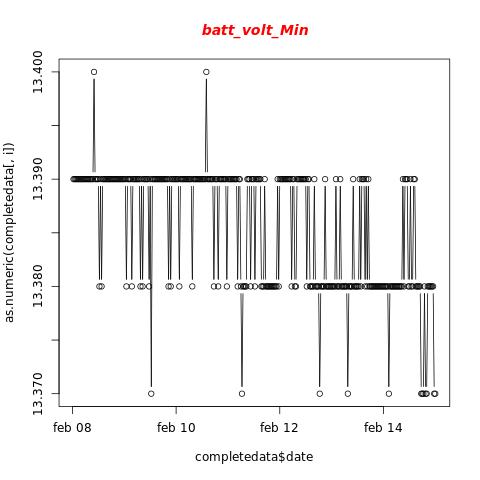 batt_volt_Min
as.numeric(completedata[, i])
13.400
13.390
13.380
13.370
feb 08 feb 10 feb 12 feb 14
completedata$date